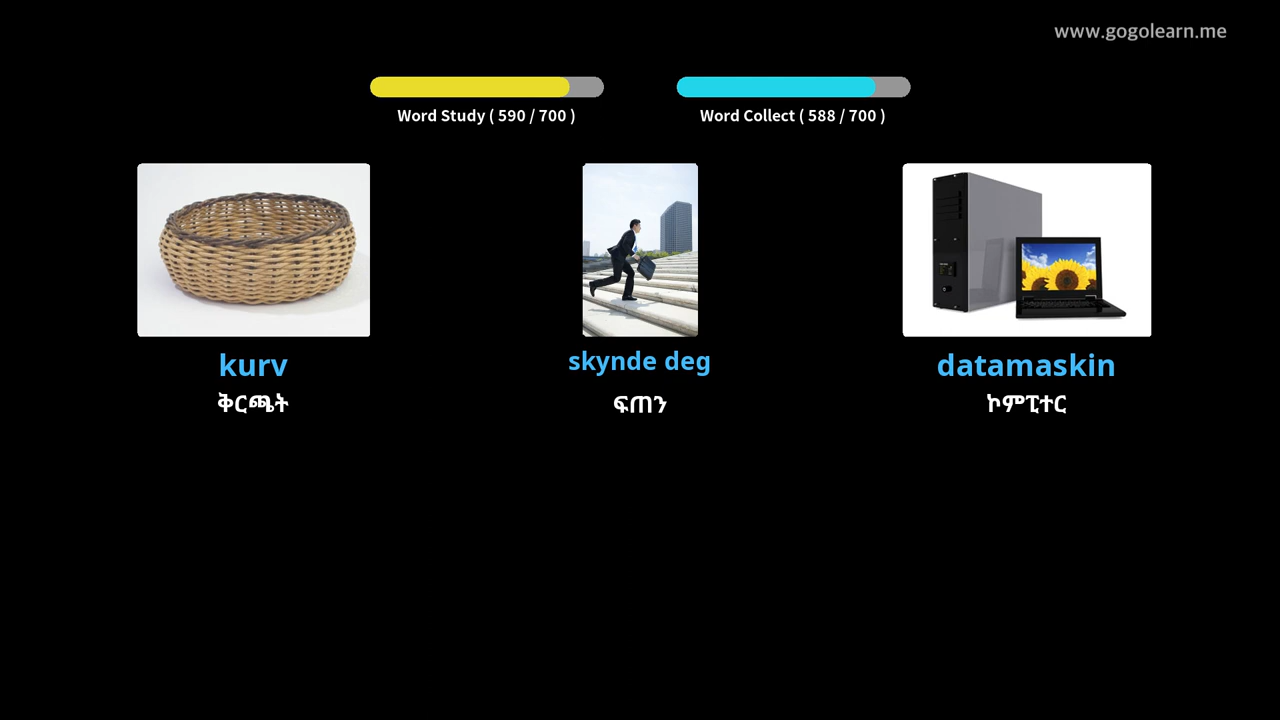 www.gogolearn.me
Word Study ( 590 / 700 )
Word Collect ( 588 / 700 )
kurv
ቅርጫት
skynde deg
ፍጠን
datamaskin
ኮምፒተር